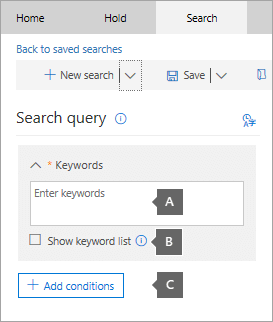 Home Hold Search
Back to saved searches
+ New search Save
Search query
* Keywords
Enter keywords
A
Show keyword list
B
+ Add conditions
C